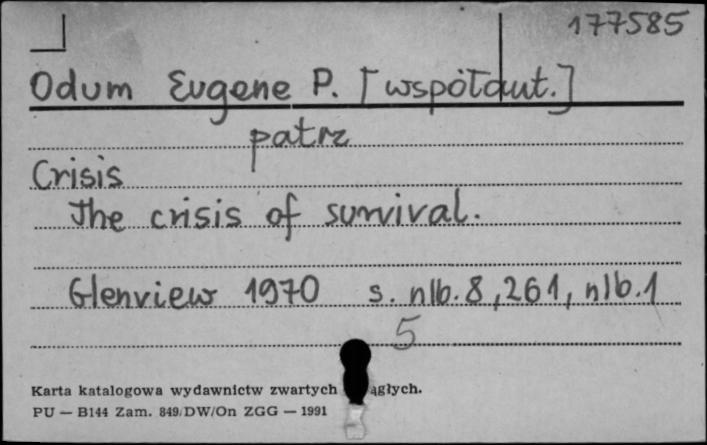 177585
Odum Eugene P. [współaut.]
patrz
Crisis
The crisis of survival.
Glenview 1970 s. nlb. 8, 261, nlb. 1
5
Karta katalogowa wydawnictw zwartych
PU — B144 Zam. 849/DW/On ZGG — 1991